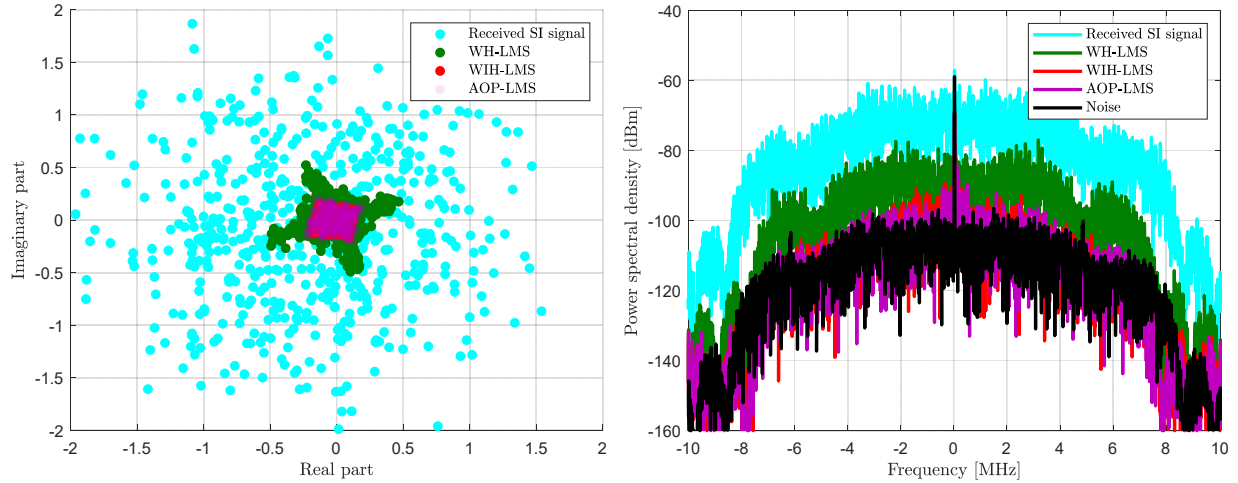 2
1.5
1
0.5
0
-0.5
-1
-1.5
-2
-2 -1.5 -1 -0.5 0 0.5 1 1.5 2
Imaginary part
Real part
Received SI signal
WH-LMS
WIH-LMS
AOP-LMS
-40
-60
-80
-100
-120
-140
-160
-10 -8 -6 -4 -2 0 2 4 6 8 10
Power spectral density [dBm]
Frequency [MHz]
Received SI signal
WH-LMS
WIH-LMS
AOP-LMS
Noise